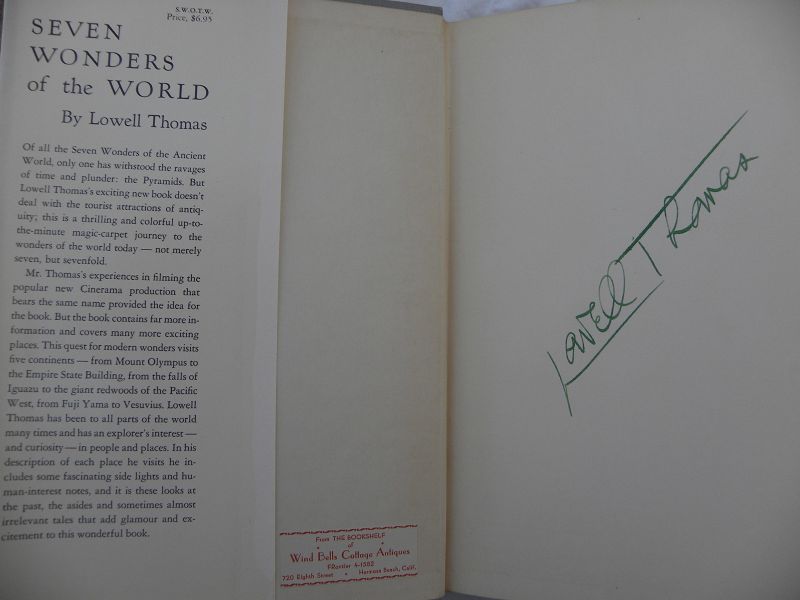 S.W.O.T.W.
Price, $6.95
SEVEN
WONDERS
of the WORLD
By Lowell Thomas
Of all the Seven Wonders of the Ancient
World, only one has withstood the ravages
of time and plunder: the Pyramids. But
Lowell Thomas's exciting new book doesn't
deal with the tourist attractions of antiq-
uity; this is a thrilling and colorful up-to-
the-minute magic-carpet journey to the
wonders of the world today — not merely
seven, but sevenfold.
Mr. Thomas's experiences in filming the
popular new Cinerama production that
bears the same name provided the idea for
the book. But the book contains far more in-
formation and covers many more exciting
places. This quest for modern wonders visits
five continents — from Mount Olympus to
the Empire State Building, from the falls of
Iguazu to the giant redwoods of the Pacific
West, from Fuji Yama to Vesuvius. Lowell
Thomas has been to all parts of the world
many times and has an explorer's interest —
and curiosity — in people and places. In his
description of each place he visits he in-
cludes some fascinating side lights and hu-
man-interest notes, and it is these looks at
the past, the asides and sometimes almost
irrelevant tales that add glamour and ex-
citement to this wonderful book.
From THE BOOKSHELF
of
Wind Bells Cottage Antiques
FRontier 4-1582
720 Eighth Street • Hermosa Beach, Calif.
Lowell Thomas